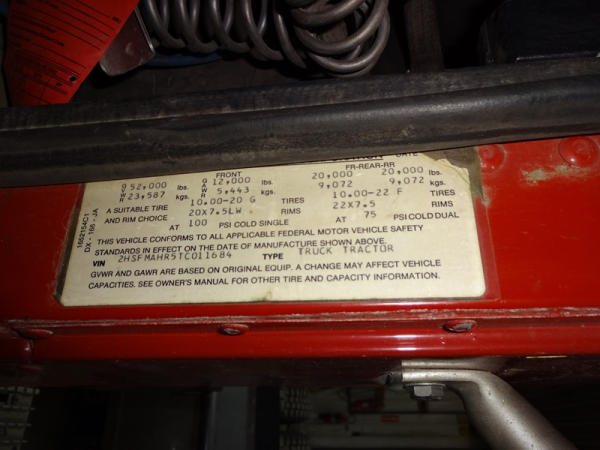 DATE
FRONT FR-REAR-RR
G 52,000 lbs. G 12,000 lbs. 20,000 20,000 lbs.
V A
W 23,587 kgs. W 5,443 kgs. 9,072 9,072 kgs.
R R
A SUITABLE TIRE 10.00-20 G TIRES 10.00-22 F TIRES
AND RIM CHOICE 20X7.5LW RIMS 22X7.5 RIMS
AT 100 PSI COLD SINGLE AT 75 PSI COLD DUAL
THIS VEHICLE CONFORMS TO ALL APPLICABLE FEDERAL MOTOR VEHICLE SAFETY
STANDARDS IN EFFECT ON THE DATE OF MANUFACTURE SHOWN ABOVE.
VIN 2HSFMAHR5TC011684 TYPE TRUCK TRACTOR
GVWR AND GAWR ARE BASED ON ORIGINAL EQUIP. A CHANGE MAY AFFECT VEHICLE
CAPACITIES. SEE OWNER'S MANUAL FOR OTHER TIRE AND CAPACITY INFORMATION.
1652154C1
DX-166-JA